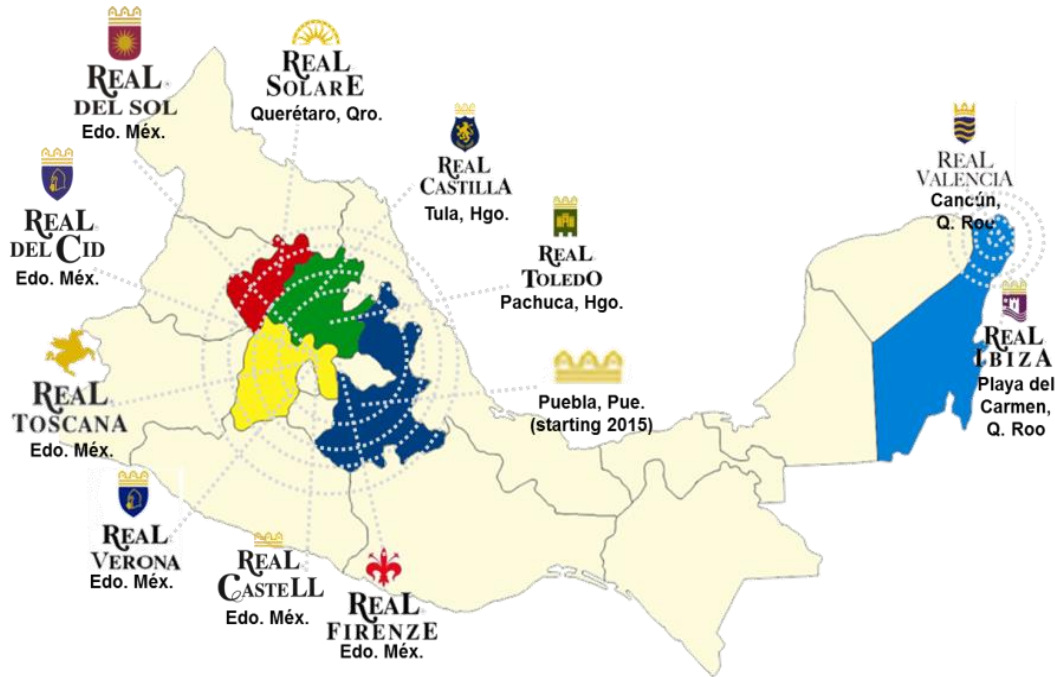 REAL
DEL SOL
Edo. Méx.
REAL
SOLARE
Querétaro, Qro.
REAL
CASTILLA
Tula, Hgo.
REAL
VALENCIA
Cancún,
Q. Roo
REAL
DEL CID
Edo. Méx.
REAL
TOLEDO
Pachuca, Hgo.
REAL
IBIZA
Playa del
Carmen,
Q. Roo
REAL
TOSCANA
Edo. Méx.
Puebla, Pue.
(starting 2015)
REAL
VERONA
Edo. Méx.
REAL
CASTELL
Edo. Méx.
REAL
FIRENZE
Edo. Méx.